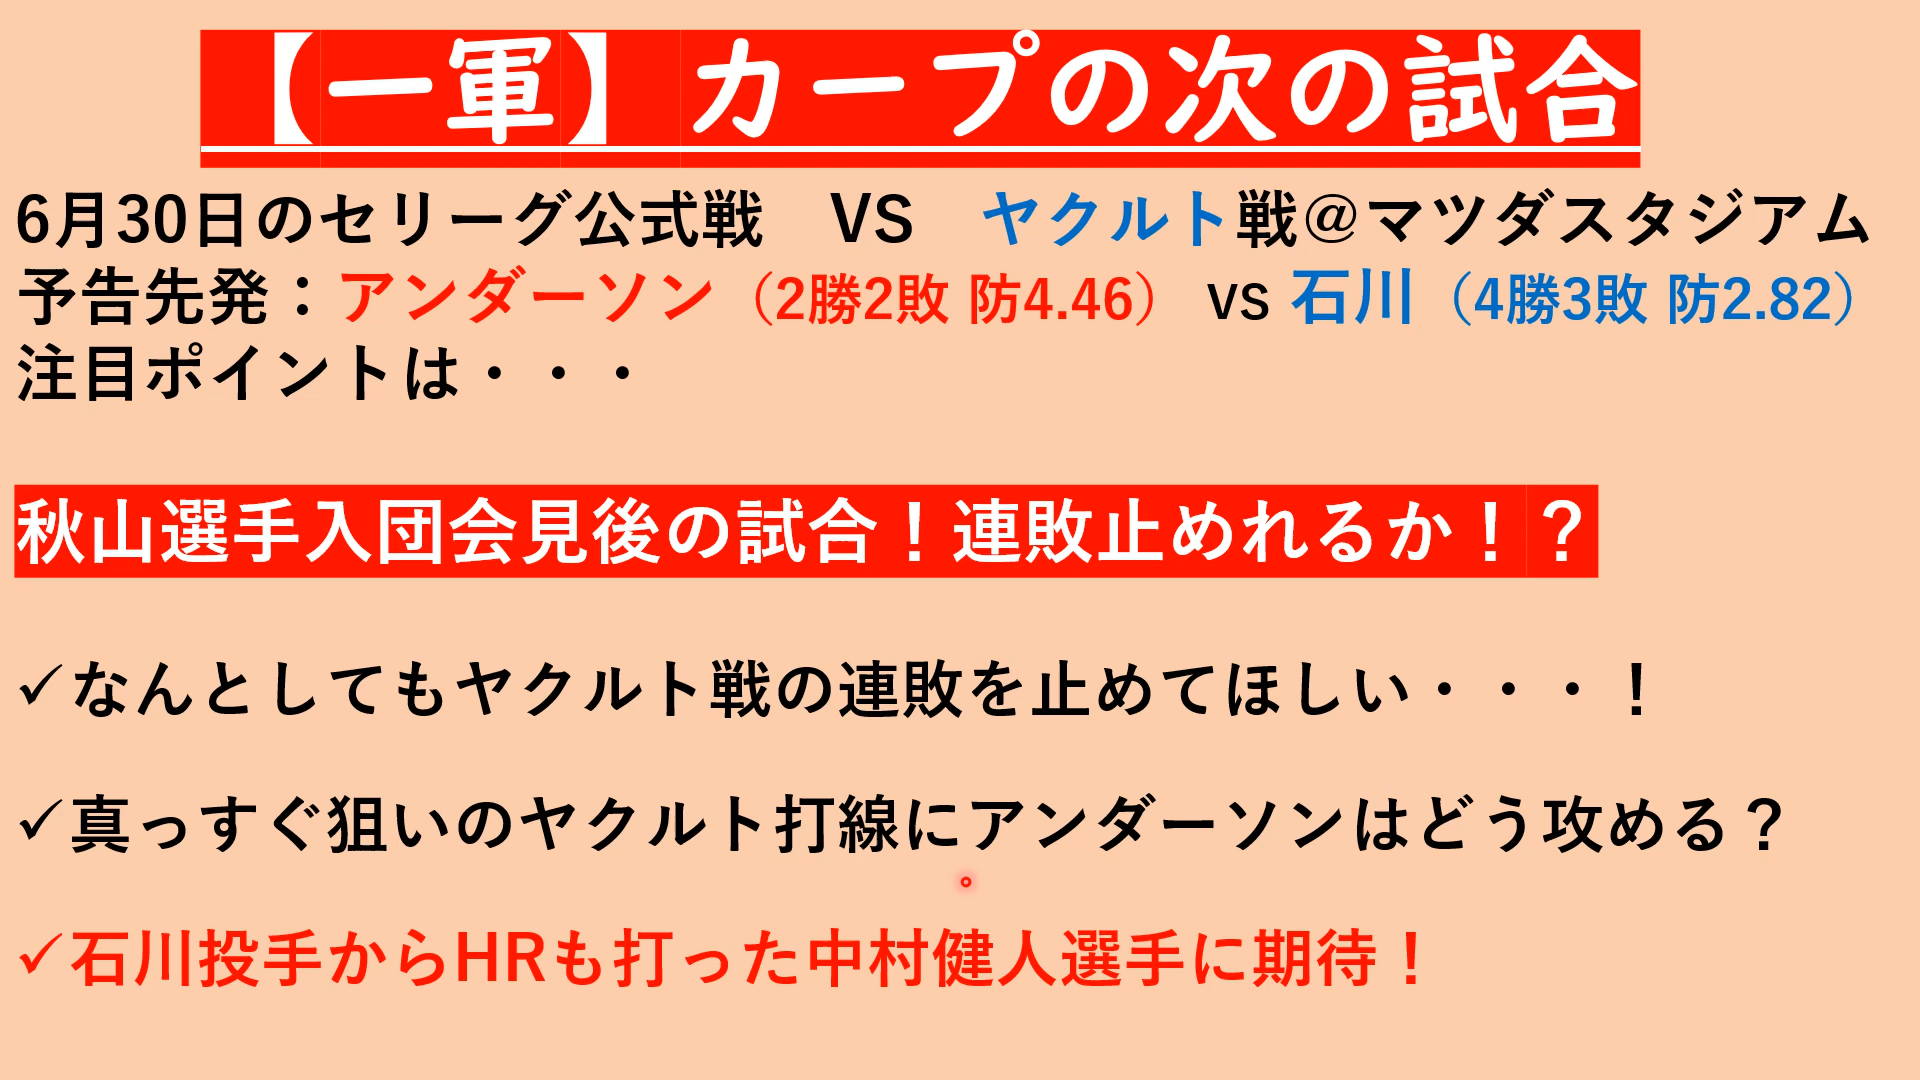 【一軍】カープの次の試合
6月30日のセリーグ公式戦　VS　ヤクルト戦＠マツダスタジアム
予告先発：アンダーソン（2勝2敗 防4.46） vs 石川（4勝3敗 防2.82）
注目ポイントは・・・
秋山選手入団会見後の試合！連敗止めれるか！？
✓なんとしてもヤクルト戦の連敗を止めてほしい・・・！
✓真っすぐ狙いのヤクルト打線にアンダーソンはどう攻める？
✓石川投手からHRも打った中村健人選手に期待！